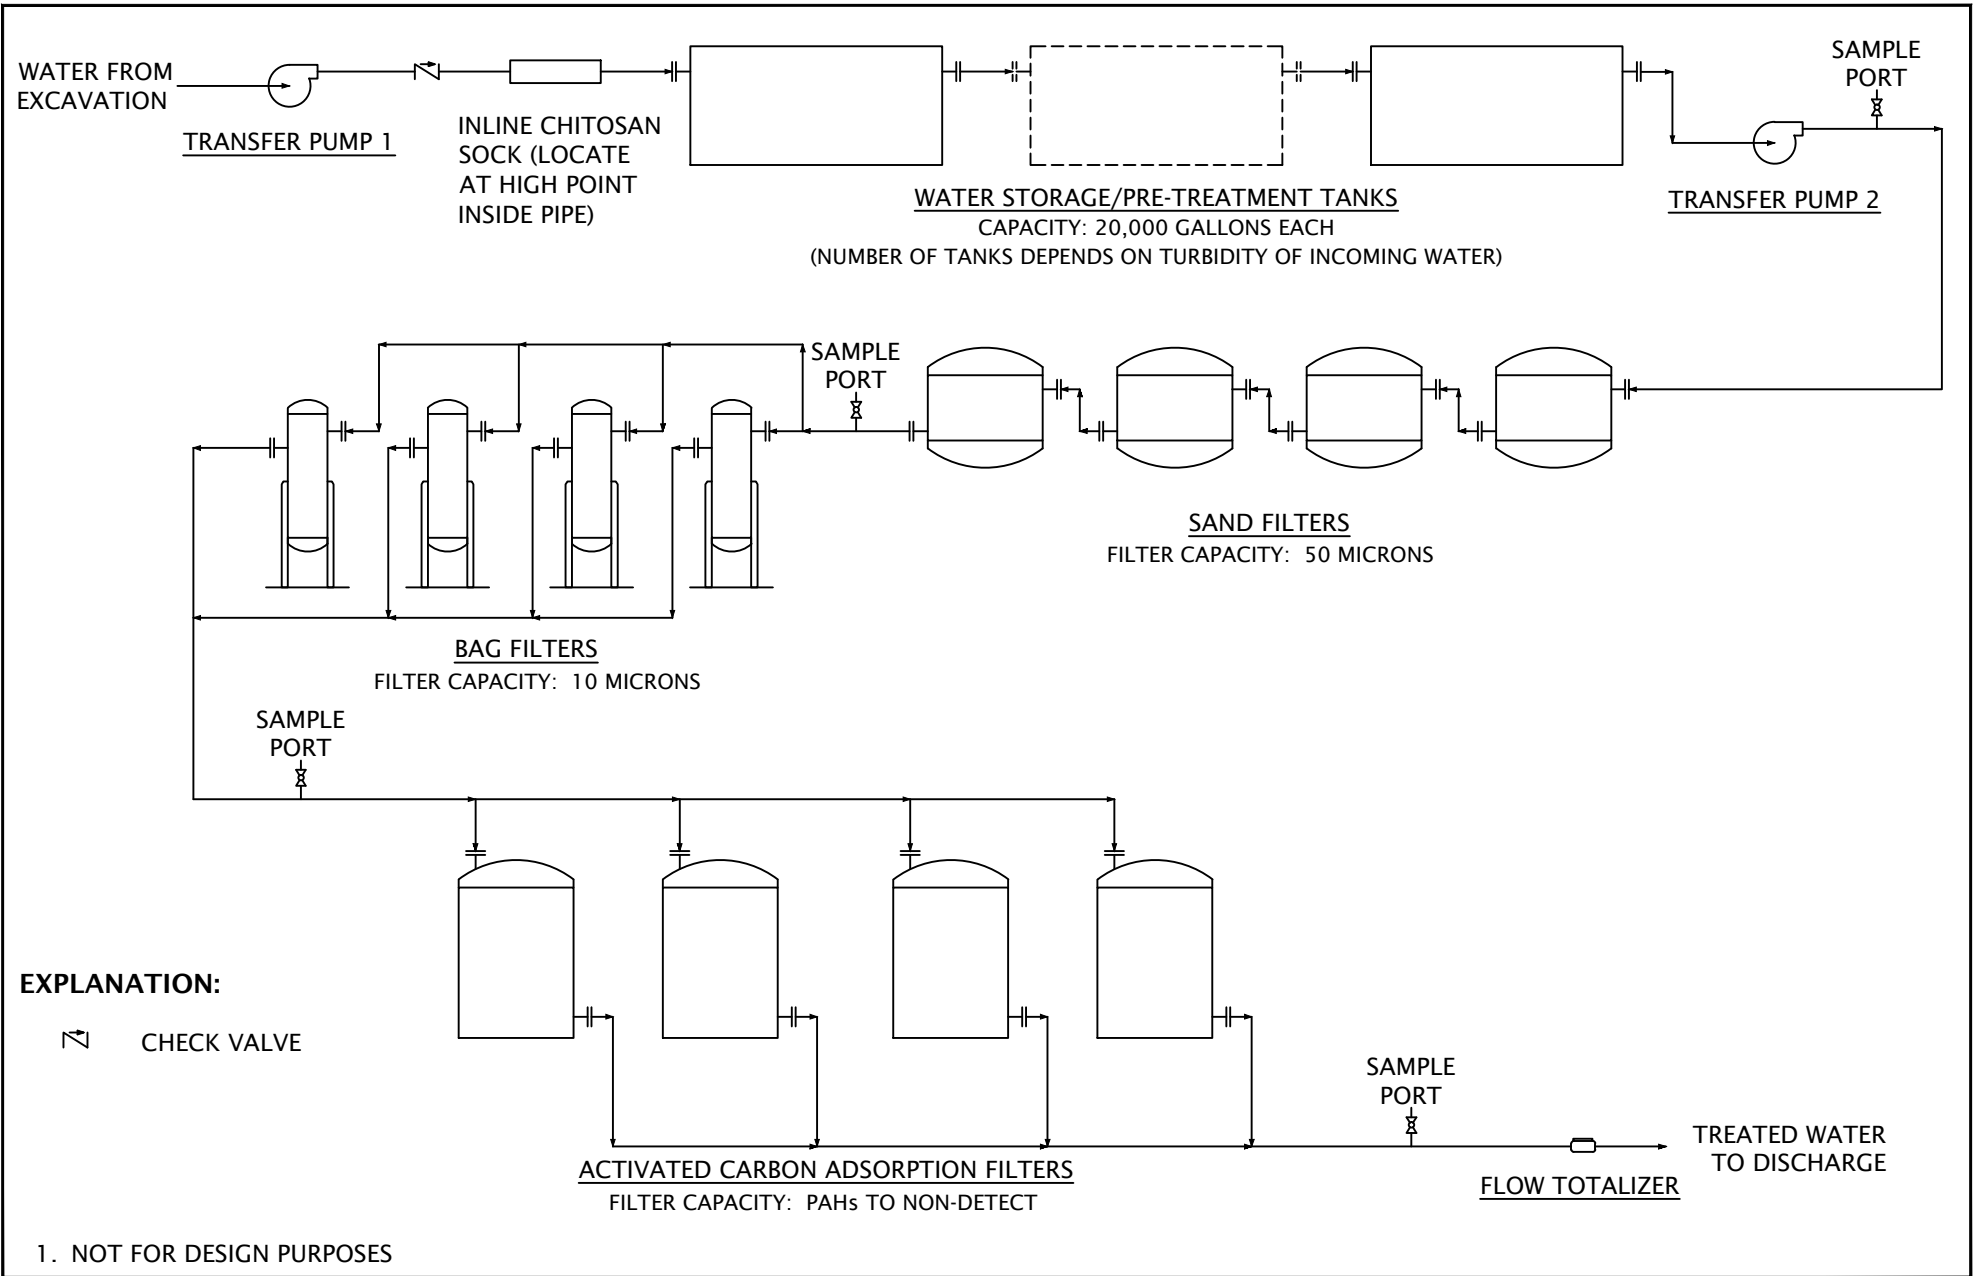 WATER FROM
EXCAVATION
TRANSFER PUMP 1
INLINE CHITOSAN
SOCK (LOCATE
AT HIGH POINT
INSIDE PIPE)
WATER STORAGE/PRE-TREATMENT TANKS
CAPACITY: 20,000 GALLONS EACH
(NUMBER OF TANKS DEPENDS ON TURBIDITY OF INCOMING WATER)
TRANSFER PUMP 2
SAMPLE
PORT
SAMPLE
PORT
SAND FILTERS
FILTER CAPACITY: 50 MICRONS
BAG FILTERS
FILTER CAPACITY: 10 MICRONS
SAMPLE
PORT
EXPLANATION:
CHECK VALVE
ACTIVATED CARBON ADSORPTION FILTERS
FILTER CAPACITY: PAHs TO NON-DETECT
SAMPLE
PORT
FLOW TOTALIZER
TREATED WATER
TO DISCHARGE
1. NOT FOR DESIGN PURPOSES